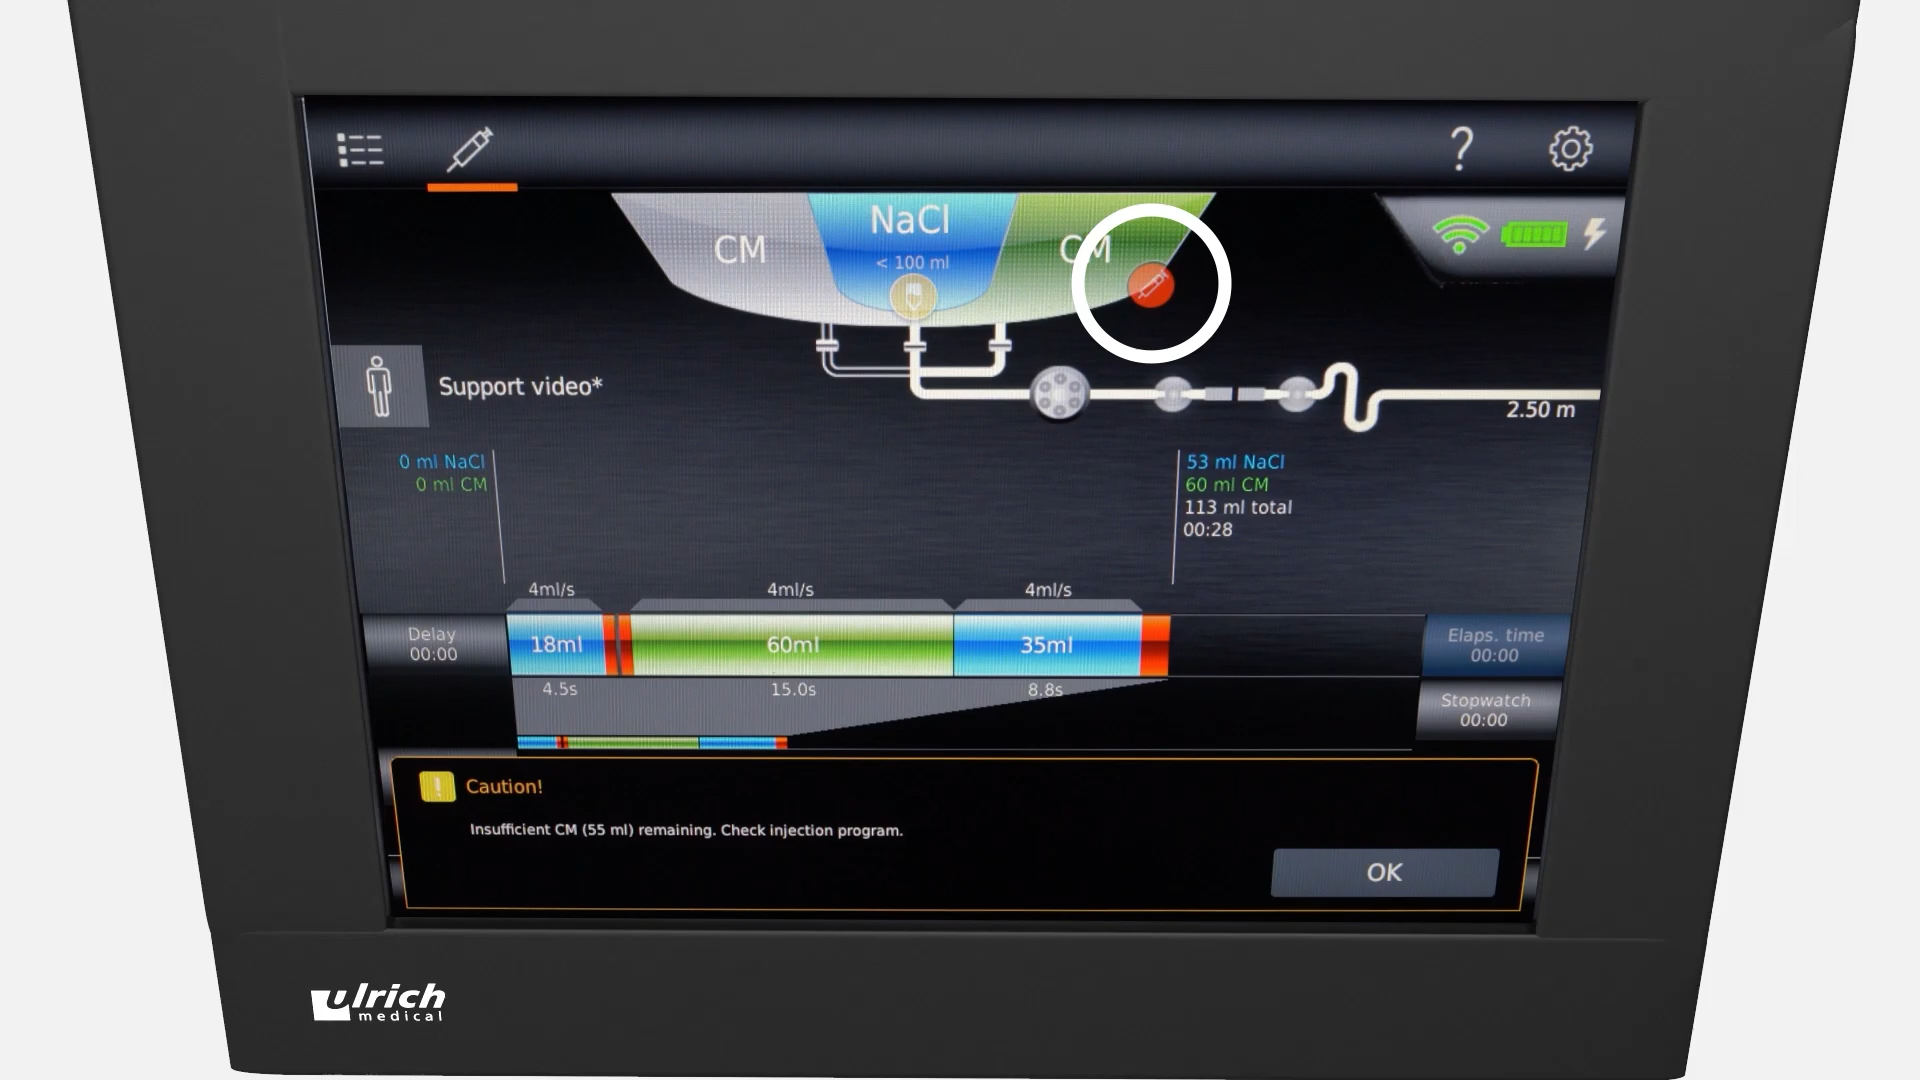 ?
CM
NaCl
< 100 ml
CM
Support video*
2.50 m
0 ml NaCl
0 ml CM
53 ml NaCl
60 ml CM
113 ml total
00:28
4ml/s
4ml/s
4ml/s
Delay
00:00
18ml
60ml
35ml
Elaps. time
00:00
4.5s
15.0s
8.8s
Stopwatch
00:00
! Caution!
Insufficient CM (55 ml) remaining. Check injection program.
OK
ulrich
medical